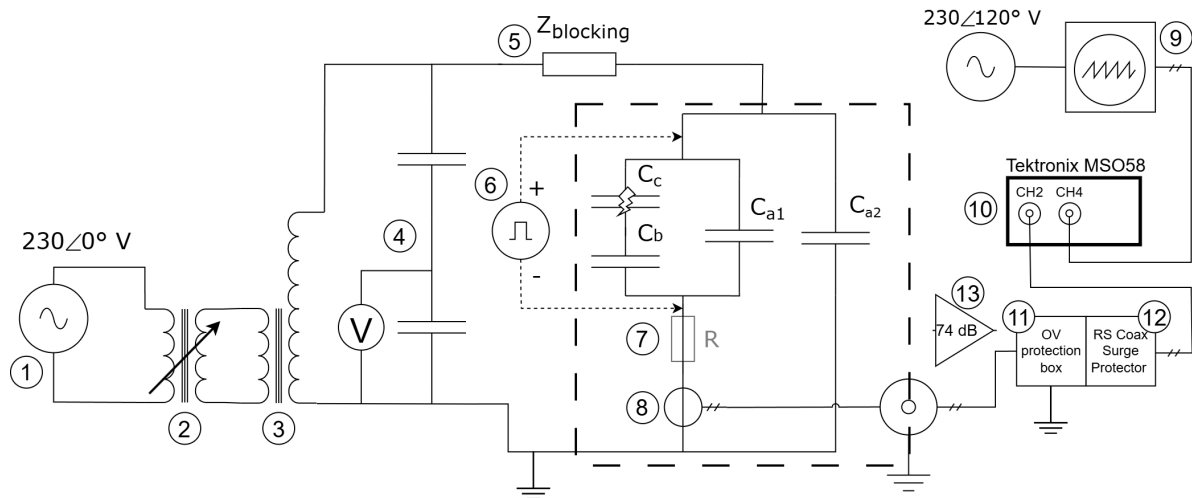 5
Z_blocking
230∠120° V
9
Tektronix MSO58
CH2
CH4
10
6
+
-
C_c
C_b
C_a1
C_a2
4
V
230∠0° V
1
2
3
7
R
8
13
-74 dB
11
12
OV
protection
box
RS Coax
Surge
Protector